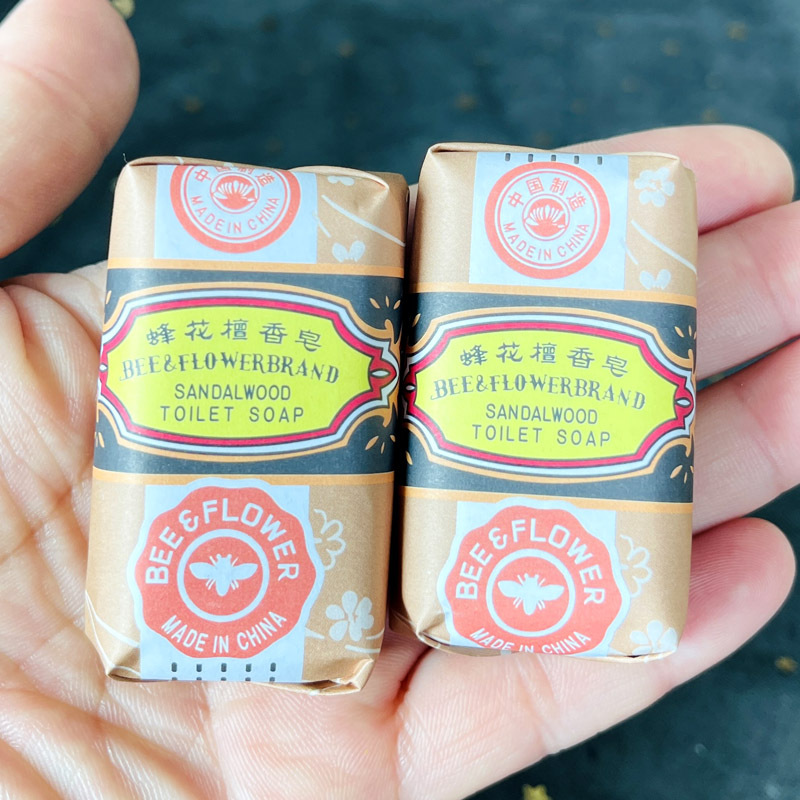 中国制造
MADE IN CHINA
蜂花檀香皂
BEE&FLOWERBRAND
SANDALWOOD
TOILET SOAP
BEE&FLOWER
MADE IN CHINA
中国制造
MADE IN CHINA
蜂花檀香皂
BEE&FLOWERBRAND
SANDALWOOD
TOILET SOAP
BEE&FLOWER
MADE IN CHINA